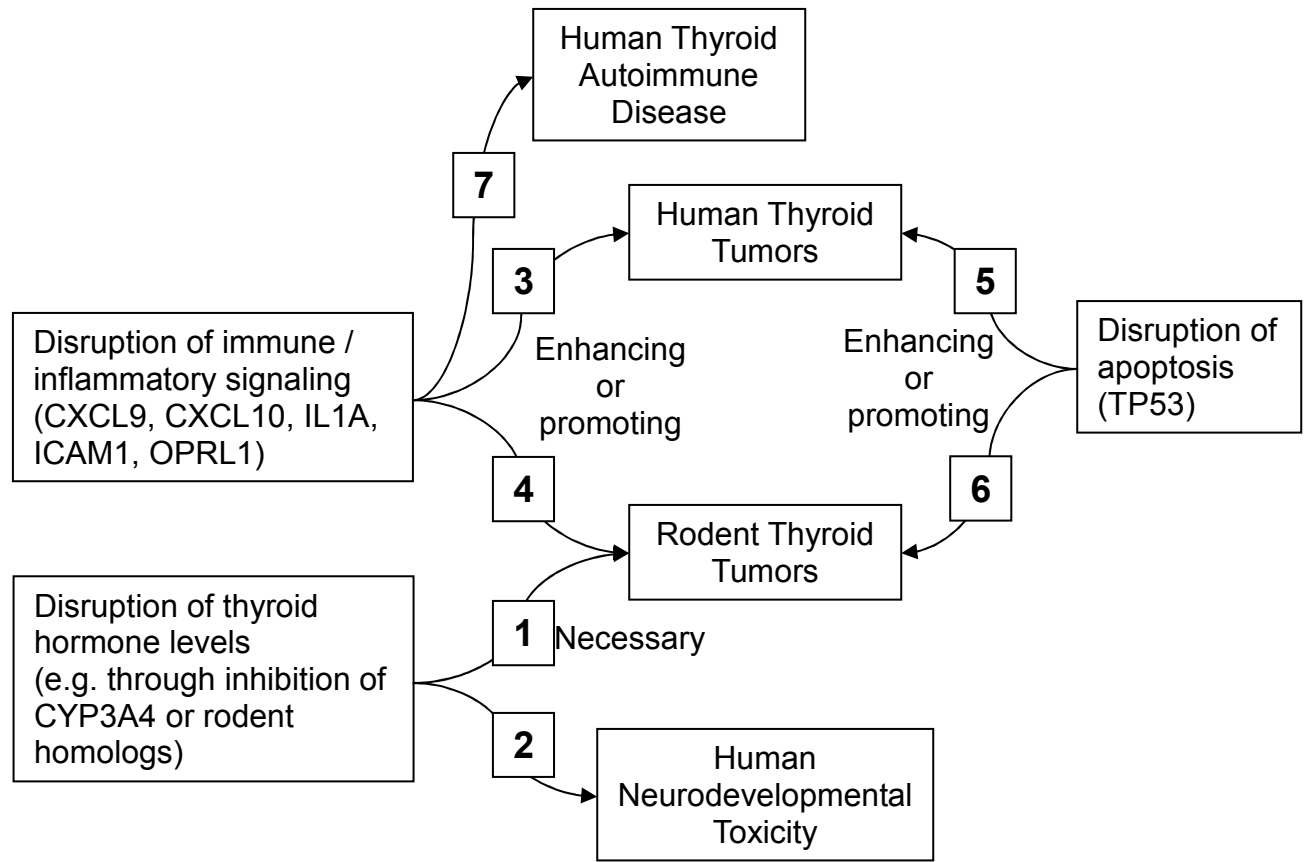 Human Thyroid
Autoimmune
Disease
7
Human Thyroid
Tumors
3
5
Disruption of immune /
inflammatory signaling
(CXCL9, CXCL10, IL1A,
ICAM1, OPRL1)
Enhancing
or
promoting
Enhancing
or
promoting
Disruption of
apoptosis
(TP53)
4
6
Rodent Thyroid
Tumors
Disruption of thyroid
hormone levels
(e.g. through inhibition of
CYP3A4 or rodent
homologs)
1
Necessary
2
Human
Neurodevelopmental
Toxicity